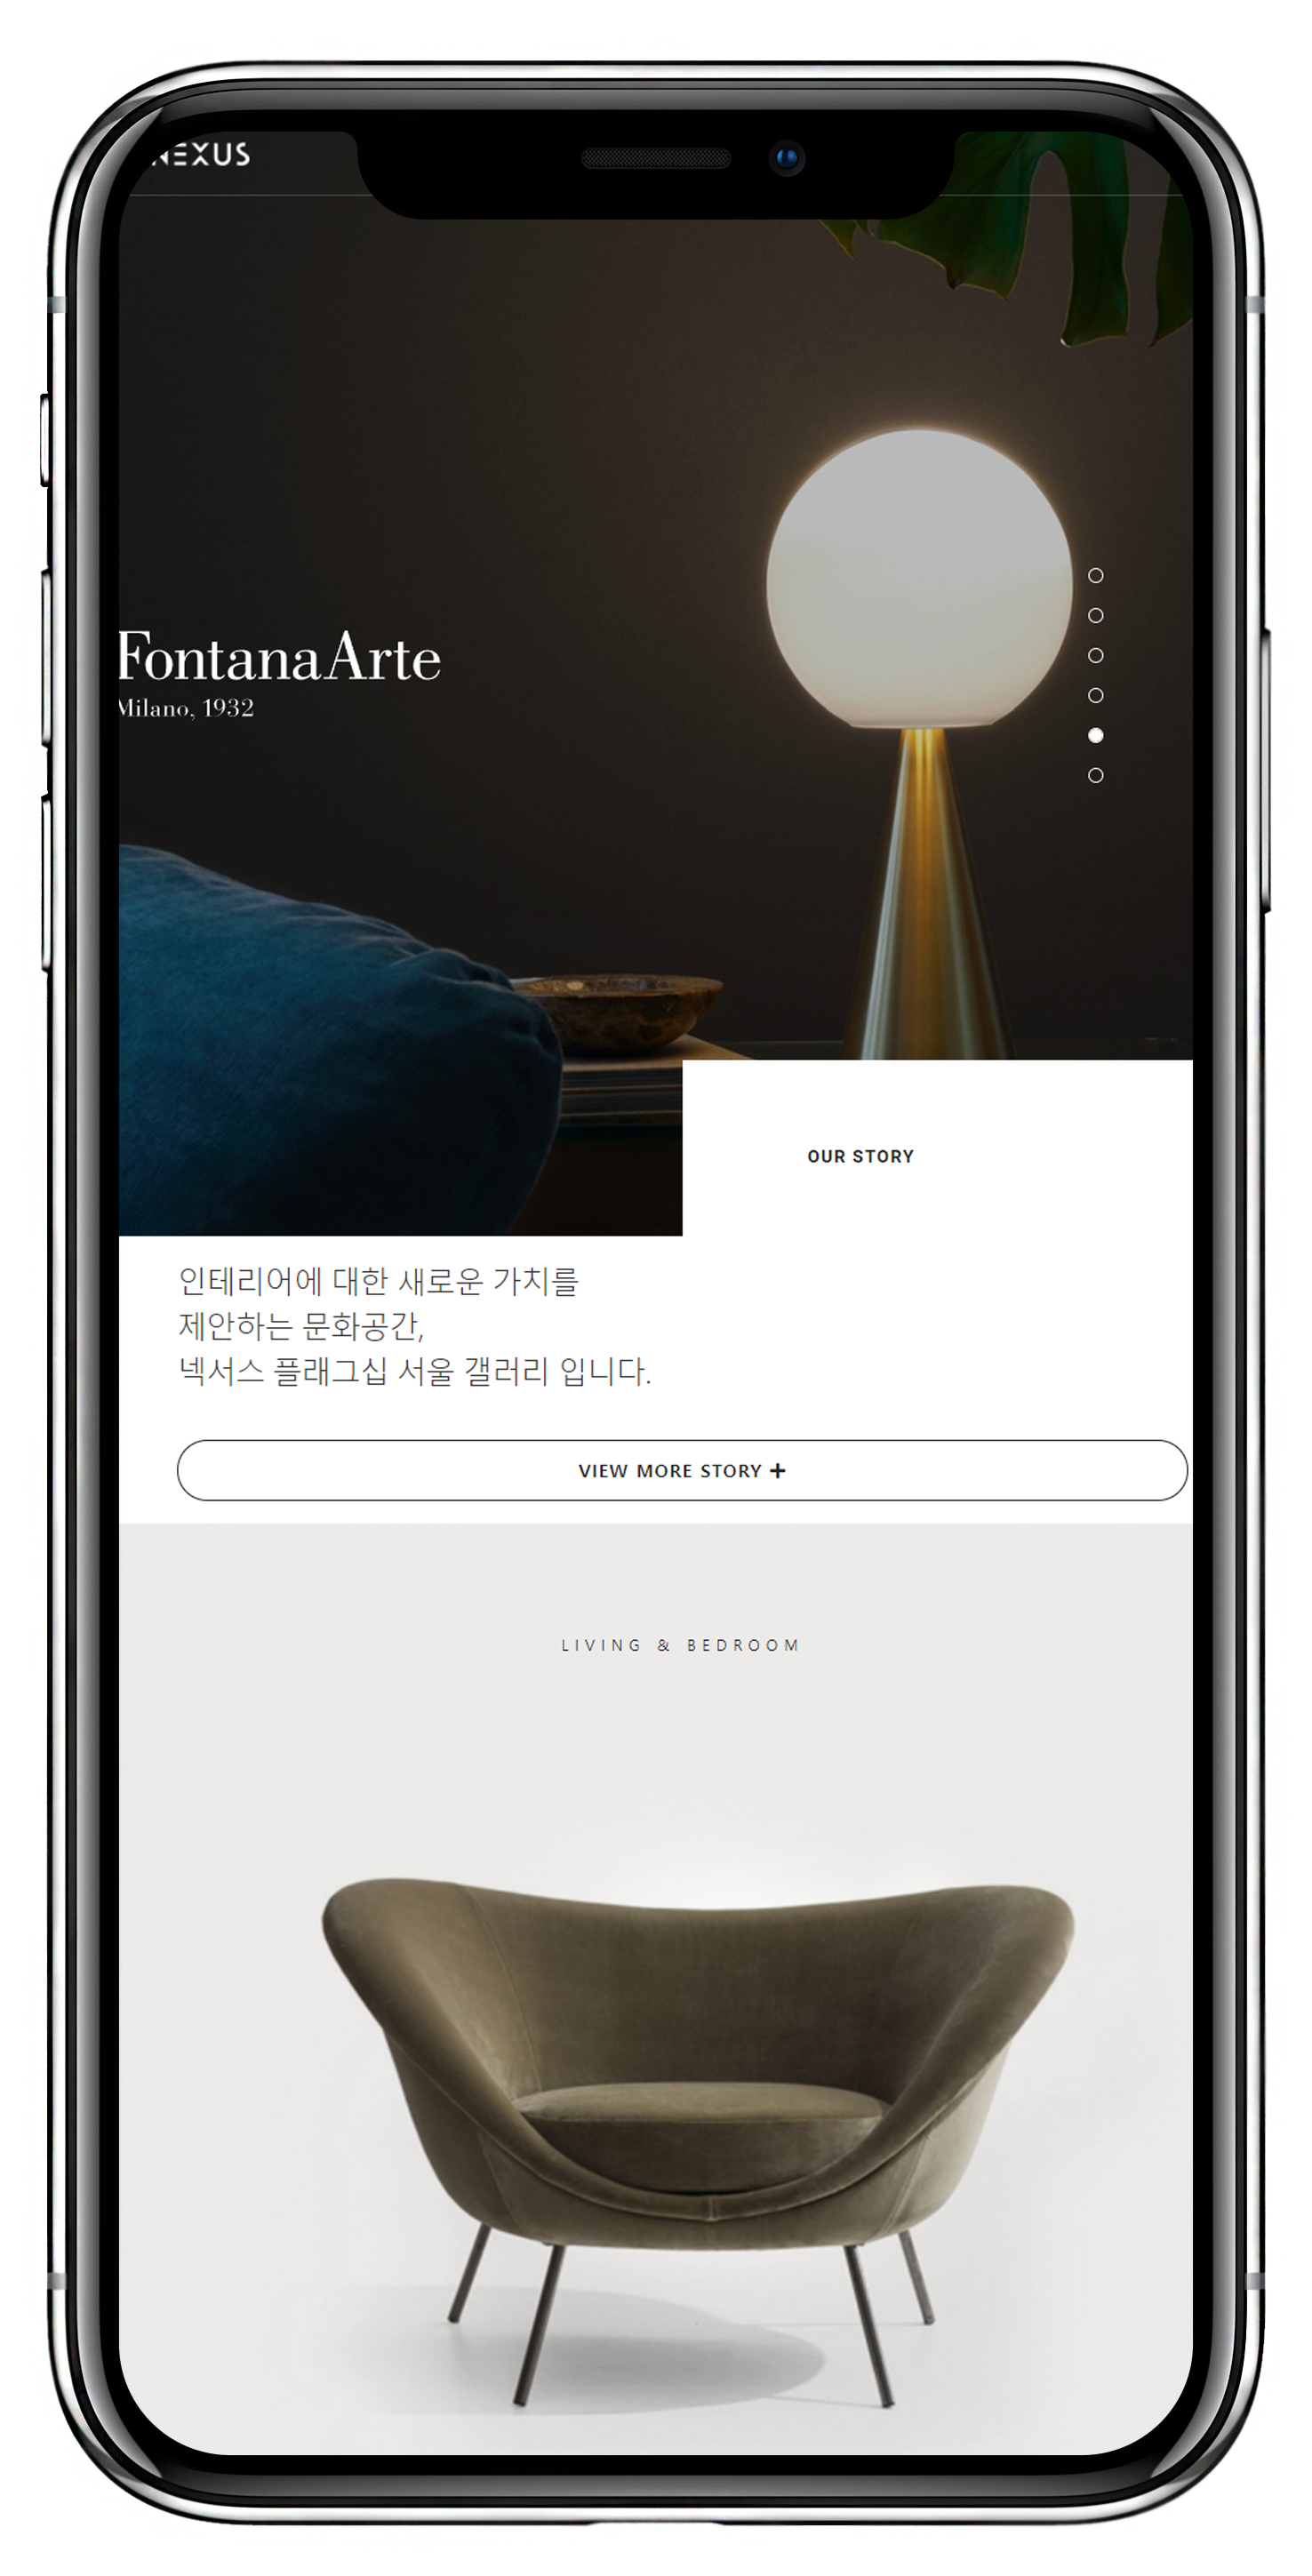 NEXUS
FontanaArte
Milano, 1932
OUR STORY
인테리어에 대한 새로운 가치를
제안하는 문화공간,
넥서스 플래그십 서울 갤러리 입니다.
VIEW MORE STORY +
LIVING & BEDROOM